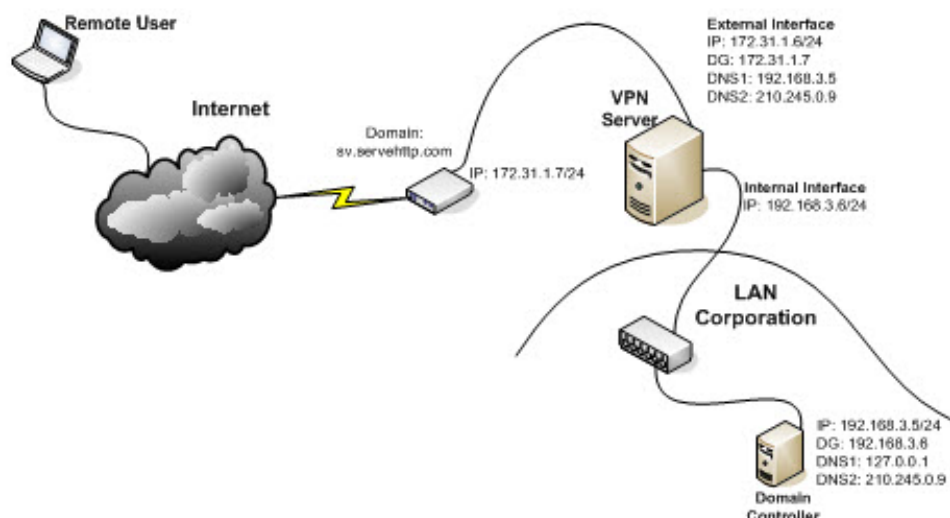 Remote User
Internet
Domain:
sv.servehttp.com
IP: 172.31.1.7/24
External Interface
IP: 172.31.1.6/24
DG: 172.31.1.7
DNS1: 192.168.3.5
DNS2: 210.245.0.9
VPN
Server
Internal Interface
IP: 192.168.3.6/24
LAN
Corporation
IP: 192.168.3.5/24
DG: 192.168.3.6
DNS1: 127.0.0.1
DNS2: 210.245.0.9
Domain
Controller